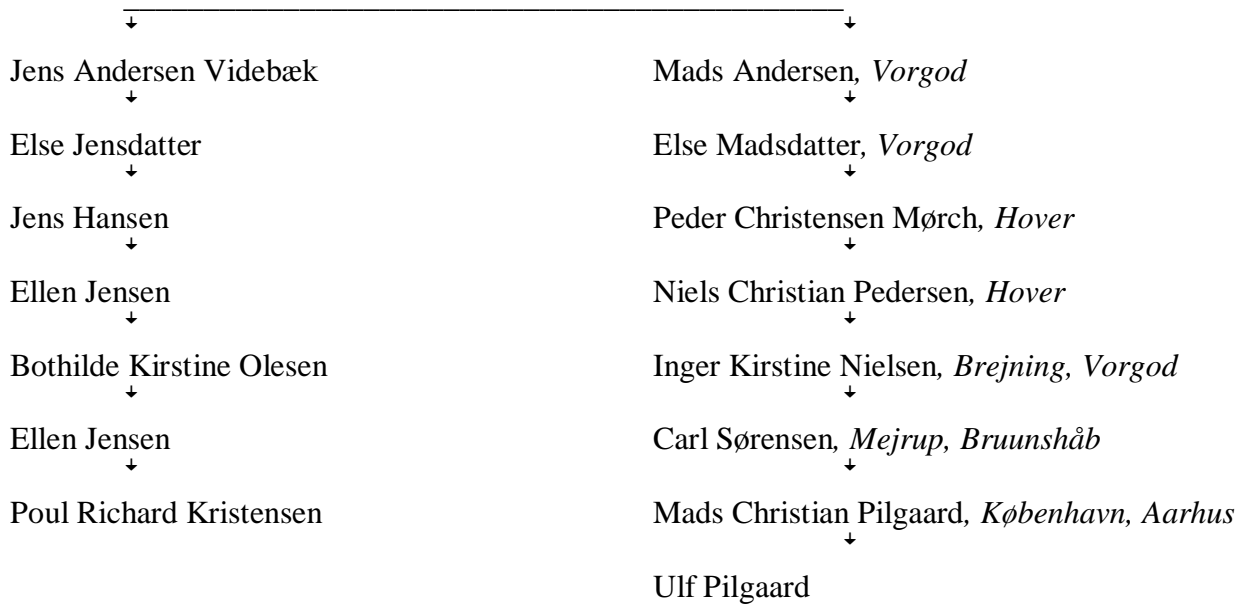 Jens Andersen Videbæk Mads Andersen, Vorgod
Else Jensdatter Else Madsdatter, Vorgod
Jens Hansen Peder Christensen Mørch, Hover
Ellen Jensen Niels Christian Pedersen, Hover
Bothilde Kirstine Olesen Inger Kirstine Nielsen, Brejning, Vorgod
Ellen Jensen Carl Sørensen, Mejrup, Bruunshåb
Poul Richard Kristensen Mads Christian Pilgaard, København, Aarhus
Ulf Pilgaard